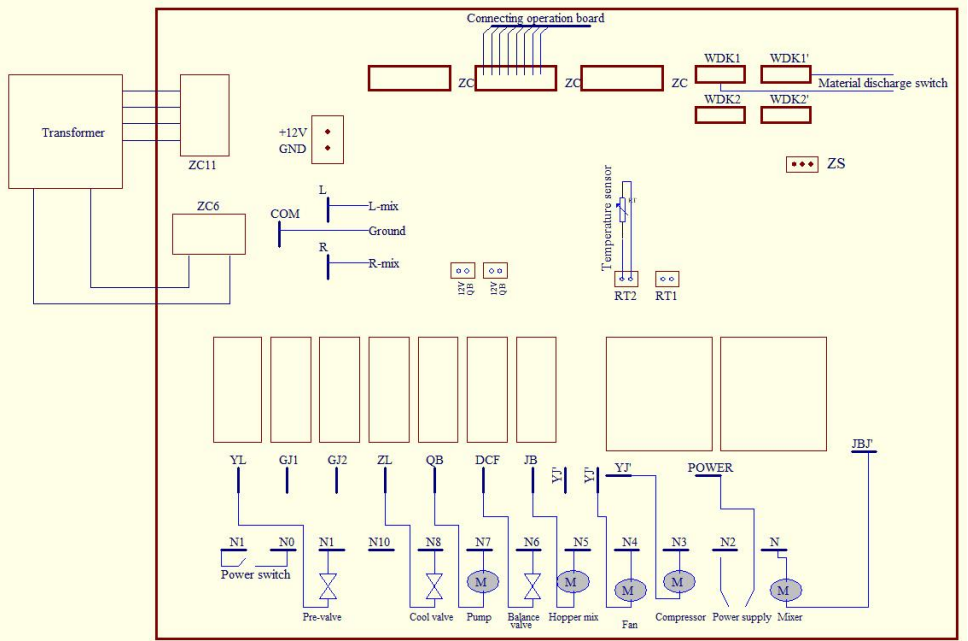 Connecting operation board
WDK1 WDK1'
ZC ZC ZC
Material discharge switch
WDK2 WDK2'
Transformer
+12V
GND
ZC11
ZS
Temperature sensor
RT
L
L-mix
ZC6
COM
Ground
R
R-mix
12V
QB
12V
QB
RT2 RT1
JBJ'
YL GJ1 GJ2 ZL QB DCF JB YJ' YJ' YJ' POWER
N1 N0 N1 N10 N8 N7 N6 N5 N4 N3 N2 N
Power switch
M M M M M
Pre-valve Cool valve Pump Balance valve Hopper mix Fan Compressor Power supply Mixer